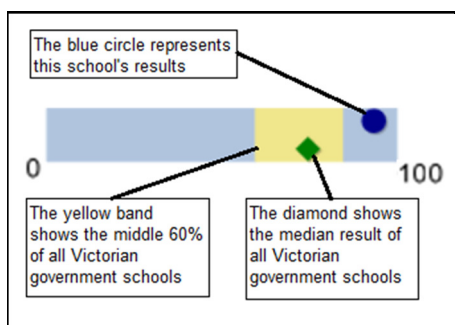 The blue circle represents
this school's results
0
100
The yellow band
shows the middle 60%
of all Victorian
government schools
The diamond shows
the median result of
all Victorian
government schools